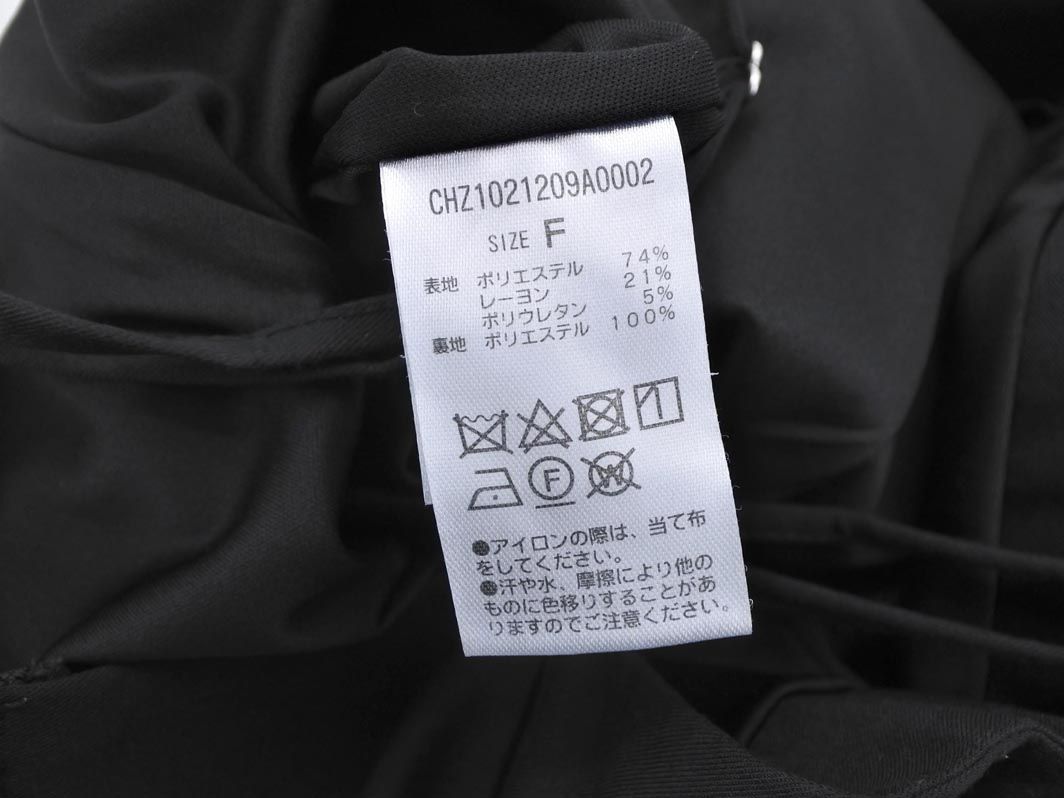 CHZ1021209A0002
SIZE F
表地 ポリエステル 74%
レーヨン 21%
ポリウレタン 5%
裏地 ポリエステル 100%
F W
●アイロンの際は、当て布
をしてください。
●汗や水、摩擦により他の
ものに色移りすることがあ
りますのでご注意ください。